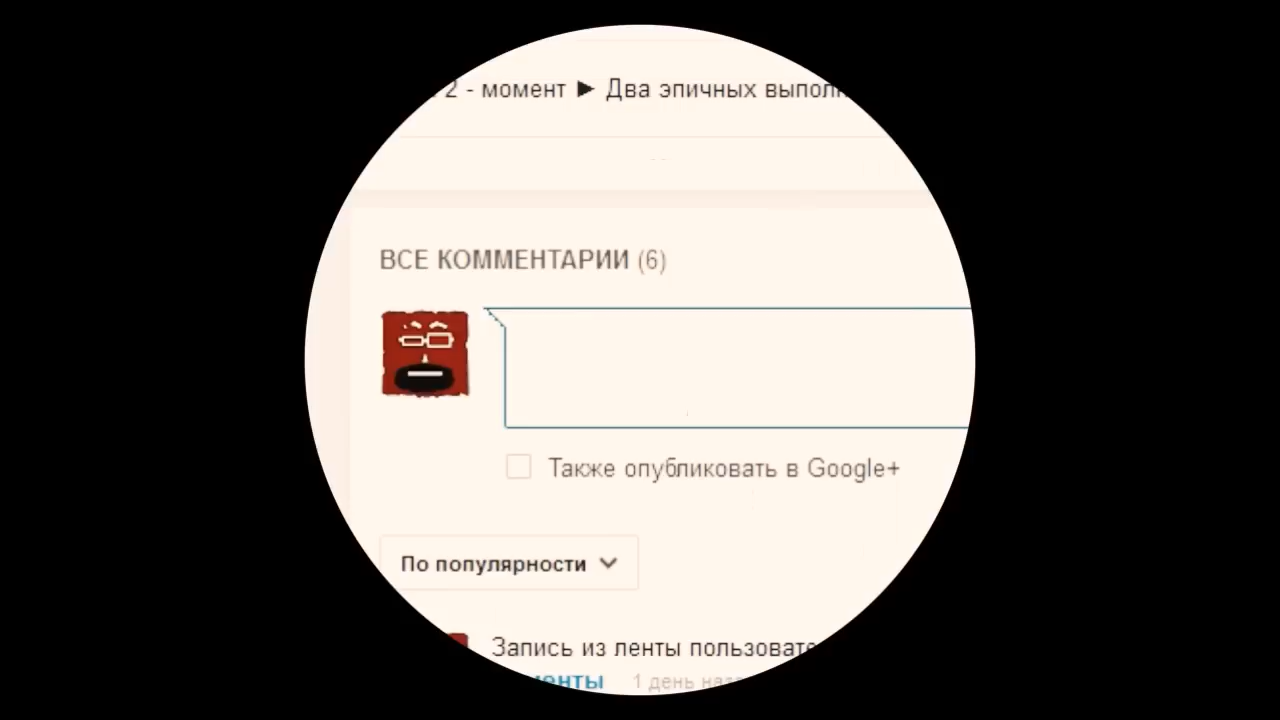 2 - момент ► Два эпичных
ВСЕ КОММЕНТАРИИ (6)
Также опубликовать в Google+
По популярности
Запись из ленты
1 день